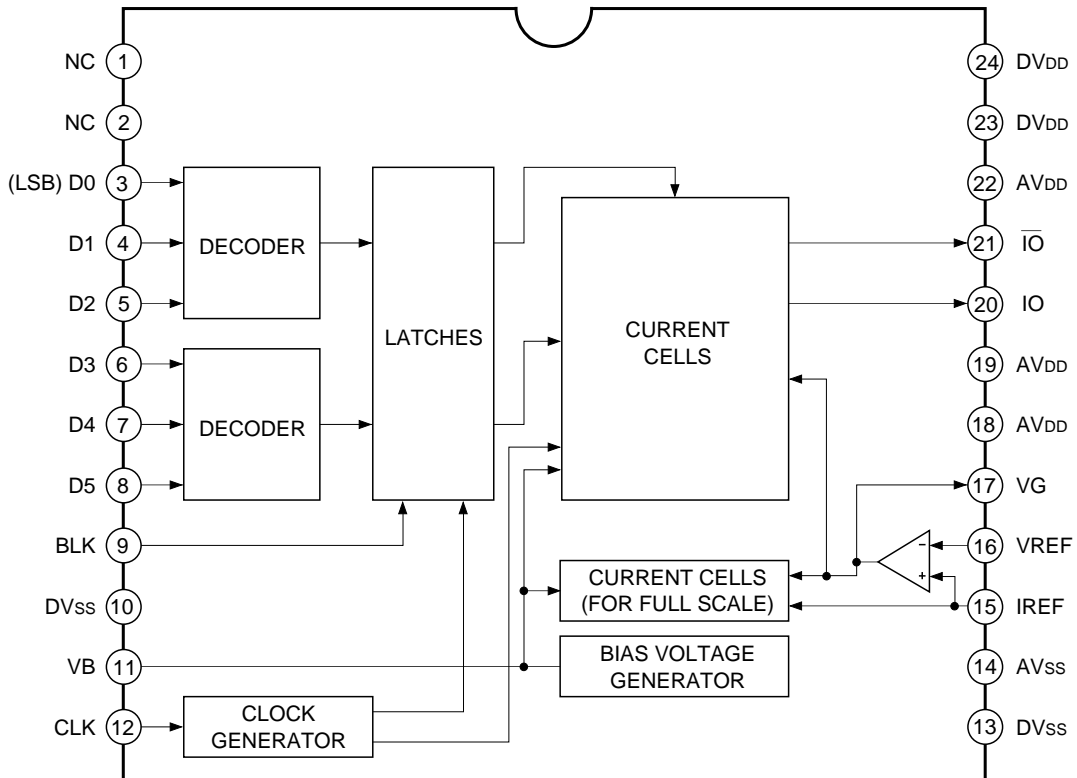 NC 1
NC 2
(LSB) D0 3
D1 4
D2 5
D3 6
D4 7
D5 8
BLK 9
DVSS 10
VB 11
CLK 12
DECODER
DECODER
LATCHES
CLOCK
GENERATOR
CURRENT
CELLS
CURRENT CELLS
(FOR FULL SCALE)
BIAS VOLTAGE
GENERATOR
-
+
24 DVDD
23 DVDD
22 AVDD
21 I̅O̅
20 IO
19 AVDD
18 AVDD
17 VG
16 VREF
15 IREF
14 AVSS
13 DVSS